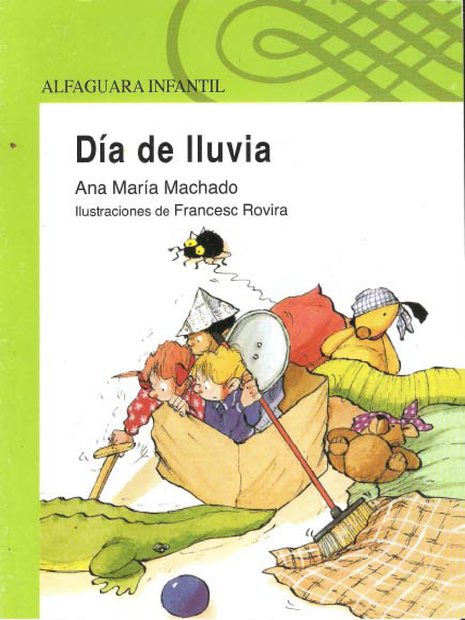 ALFAGUARA INFANTIL
Día de lluvia
Ana María Machado
Ilustraciones de Francesc Rovira